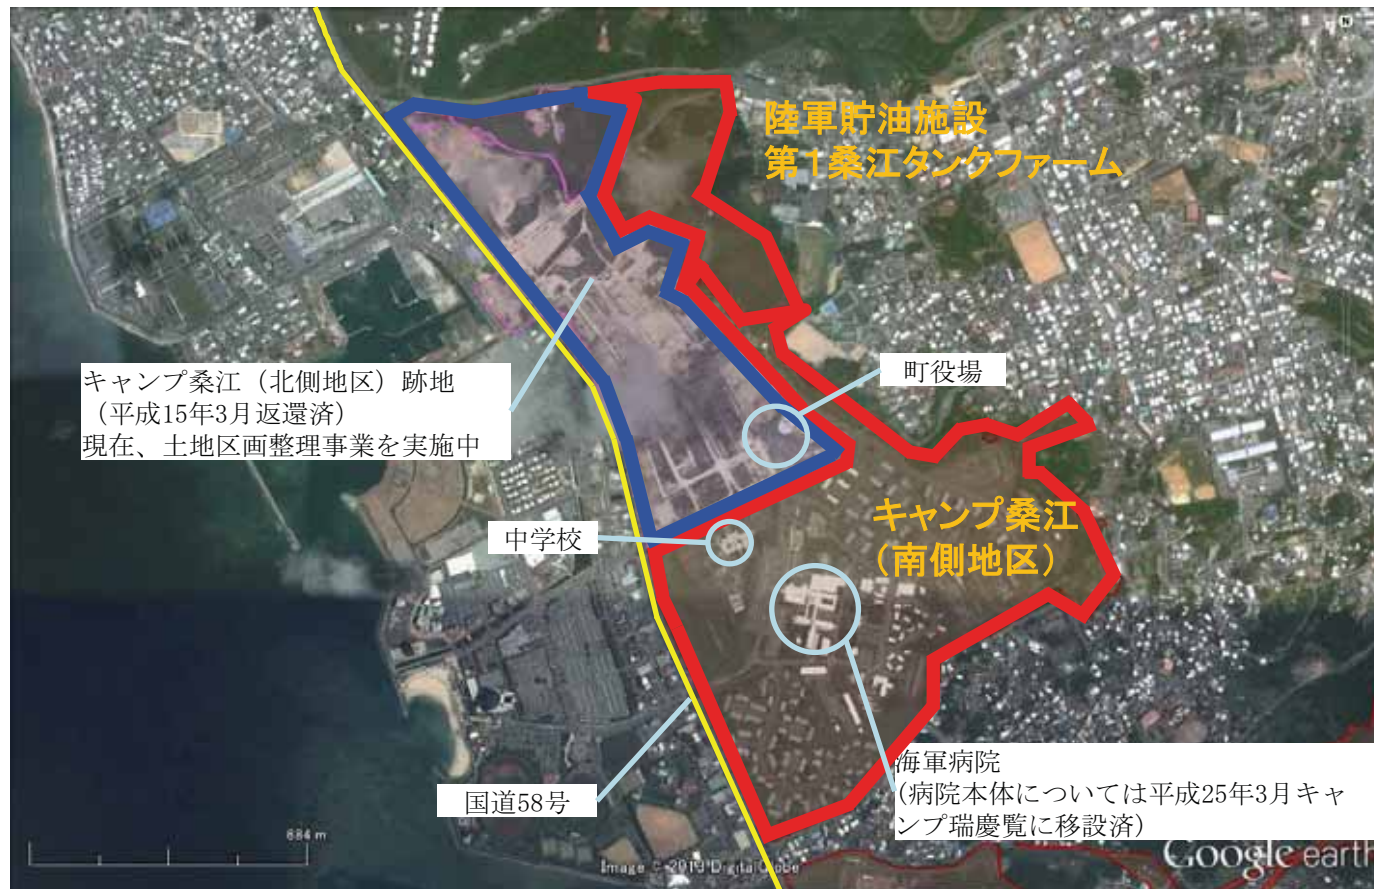 N
陸軍貯油施設
第1桑江タンクファーム
キャンプ桑江（北側地区）跡地
（平成15年3月返還済）
現在、土地区画整理事業を実施中
町役場
中学校
キャンプ桑江
（南側地区）
国道58号
海軍病院
（病院本体については平成25年3月キャ
ンプ瑞慶覧に移設済）
884 m
Image © 2013 DigitalGlobe
Google earth